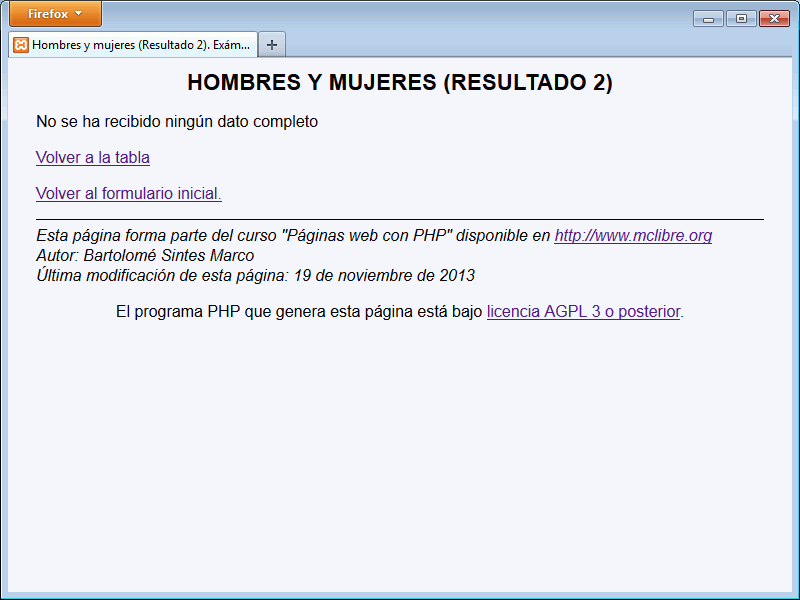 Firefox
Hombres y mujeres (Resultado 2). Exám...
HOMBRES Y MUJERES (RESULTADO 2)
No se ha recibido ningún dato completo
Volver a la tabla
Volver al formulario inicial.
Esta página forma parte del curso "Páginas web con PHP" disponible en http://www.mclibre.org
Autor: Bartolomé Sintes Marco
Última modificación de esta página: 19 de noviembre de 2013
El programa PHP que genera esta página está bajo licencia AGPL 3 o posterior.